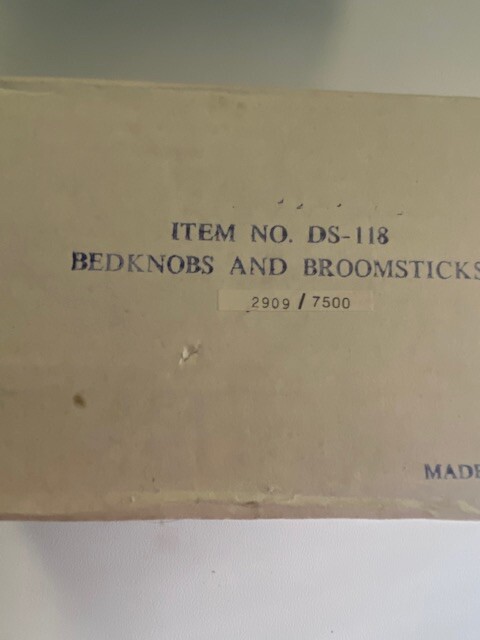 ITEM NO. DS-118
BEDKNOBS AND BROOMSTICKS
2909 / 7500
MADE